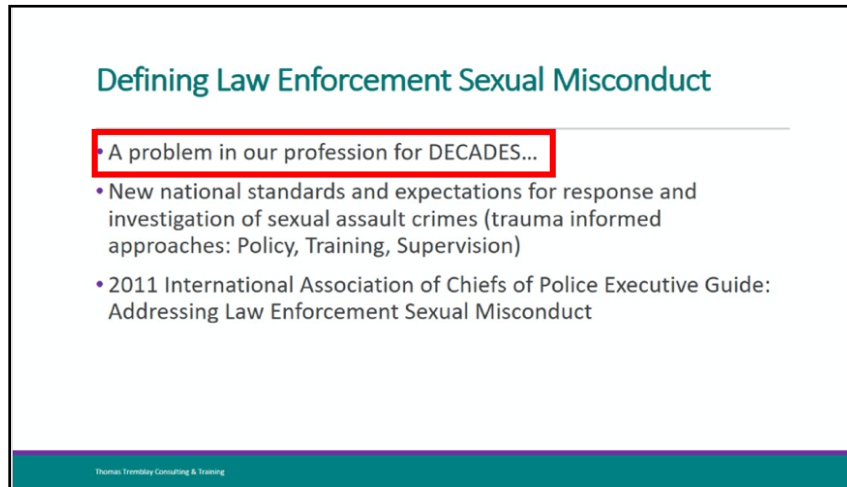 Defining Law Enforcement Sexual Misconduct
• A problem in our profession for DECADES...
• New national standards and expectations for response and
investigation of sexual assault crimes (trauma informed
approaches: Policy, Training, Supervision)
• 2011 International Association of Chiefs of Police Executive Guide:
Addressing Law Enforcement Sexual Misconduct
Thomas Tremblay Consulting & Training